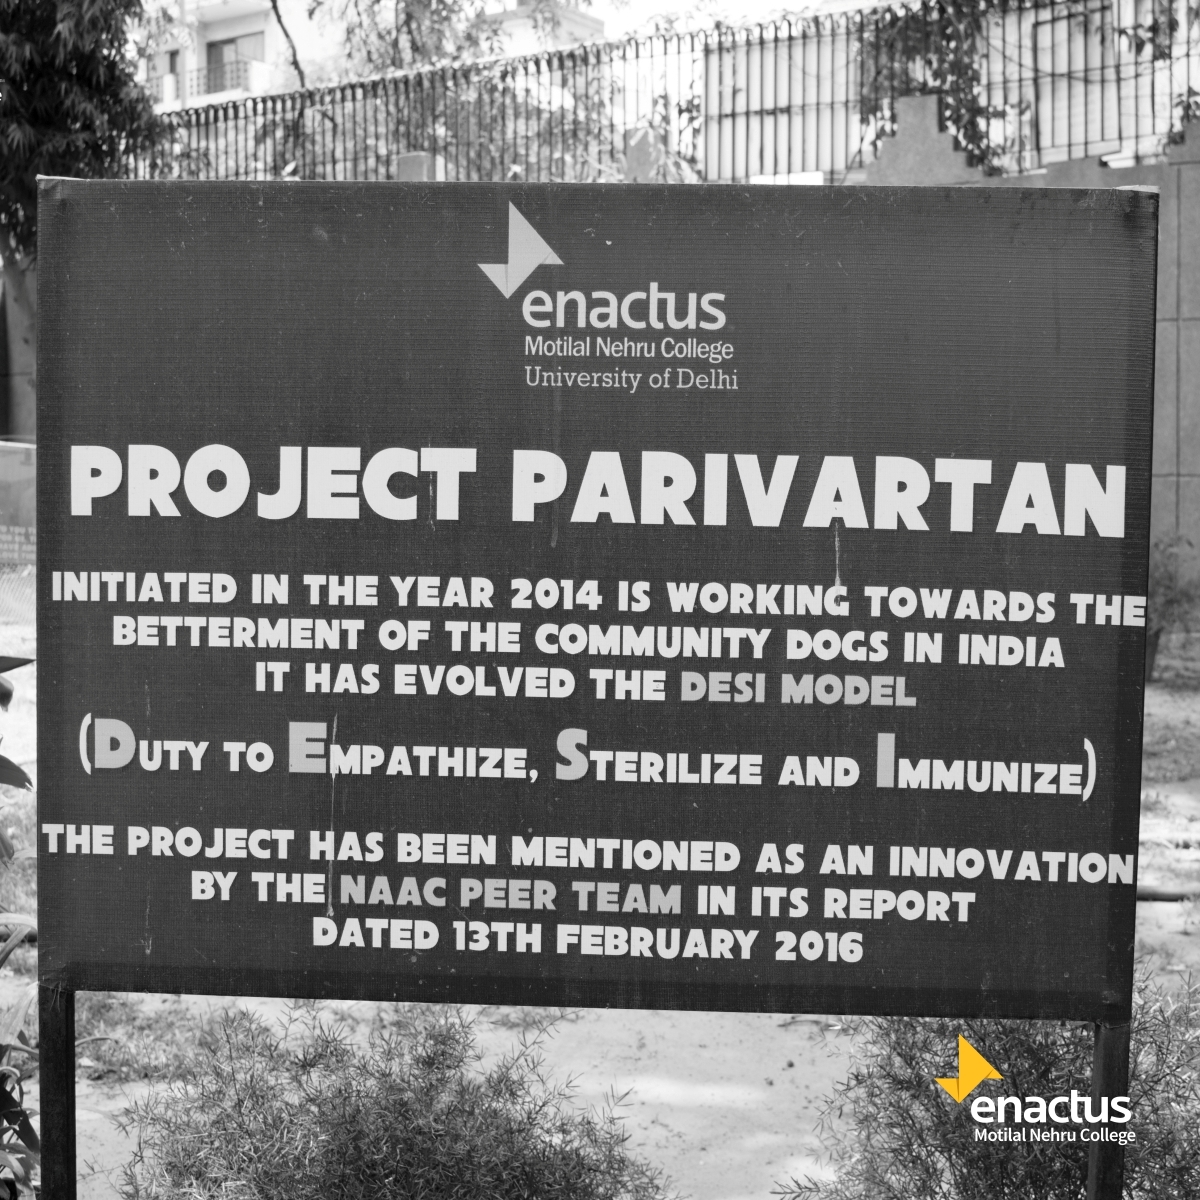 enactus
Motilal Nehru College
University of Delhi
PROJECT PARIVARTAN
INITIATED IN THE YEAR 2014 IS WORKING TOWARDS THE
BETTERMENT OF THE COMMUNITY DOGS IN INDIA
IT HAS EVOLVED THE DESI MODEL
(DUTY TO EMPATHIZE, STERILIZE AND IMMUNIZE)
THE PROJECT HAS BEEN MENTIONED AS AN INNOVATION
BY THE NAAC PEER TEAM IN ITS REPORT
DATED 13TH FEBRUARY 2016
enactus
Motilal Nehru College